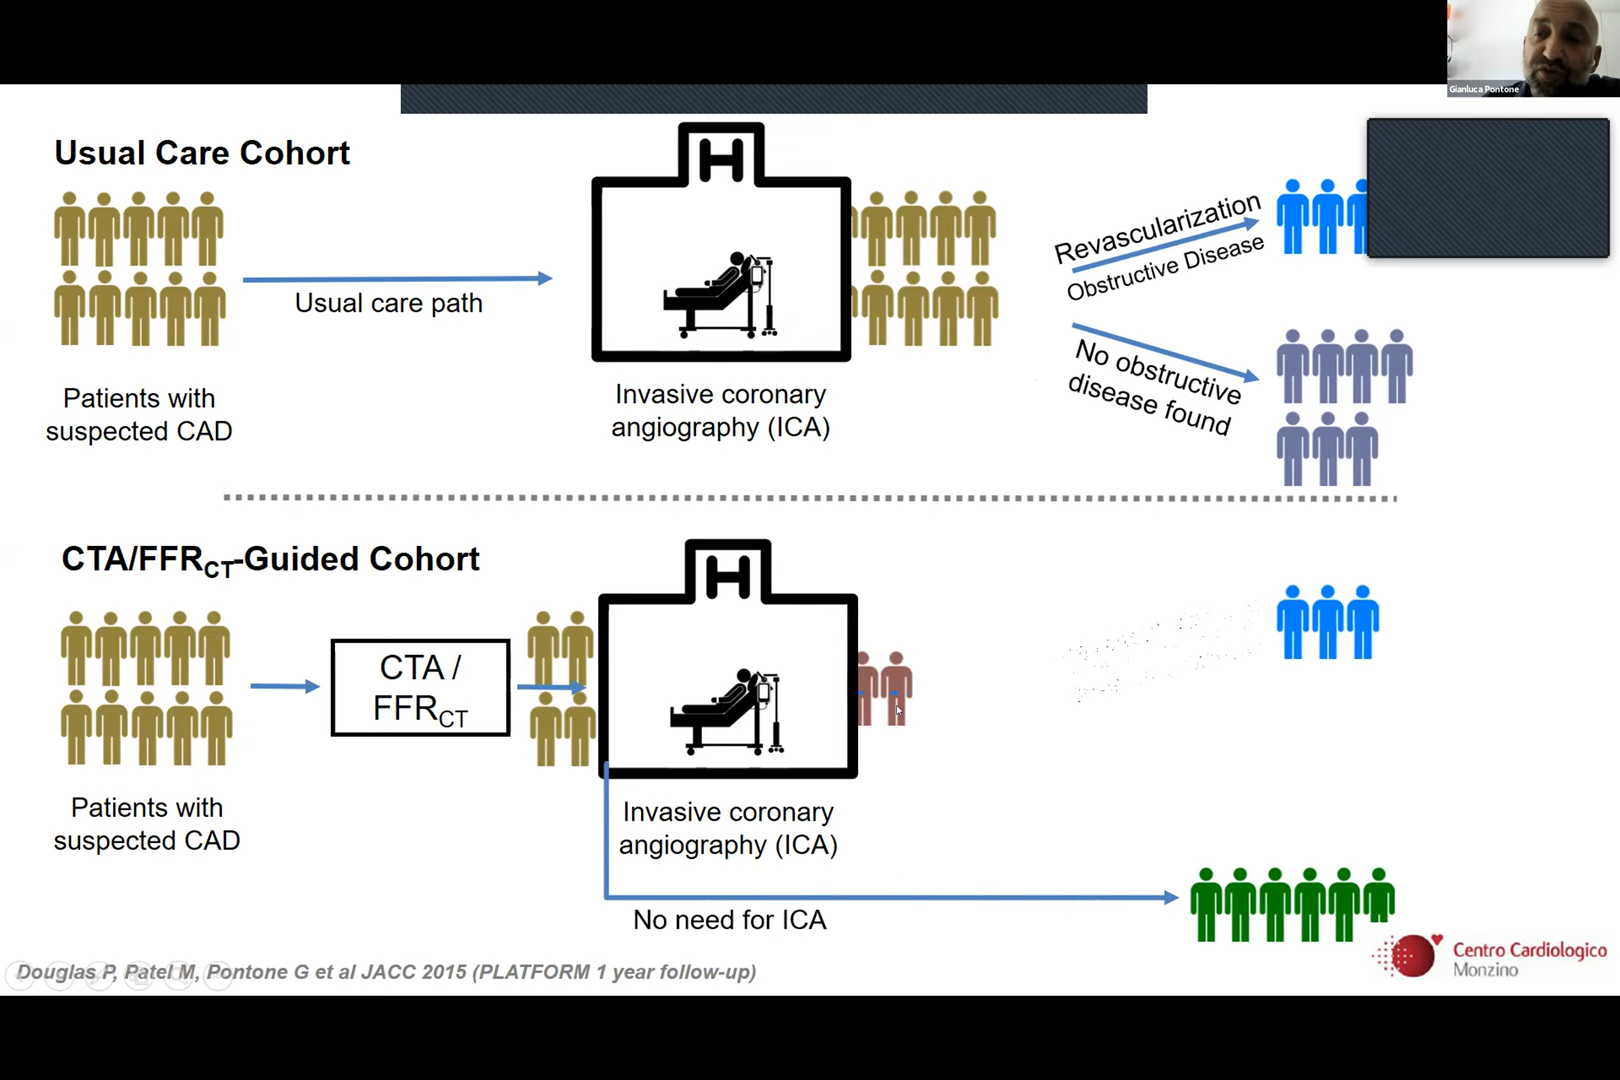 Gianluca Pontone
Usual Care Cohort
H
Usual care path
Patients with
suspected CAD
Invasive coronary
angiography (ICA)
Revascularization
Obstructive Disease
No obstructive
disease found
CTA/FFRCT-Guided Cohort
H
CTA /
FFRCT
Patients with
suspected CAD
Invasive coronary
angiography (ICA)
No need for ICA
Douglas P, Patel M, Pontone G et al JACC 2015 (PLATFORM 1 year follow-up)
Centro Cardiologico
Monzino